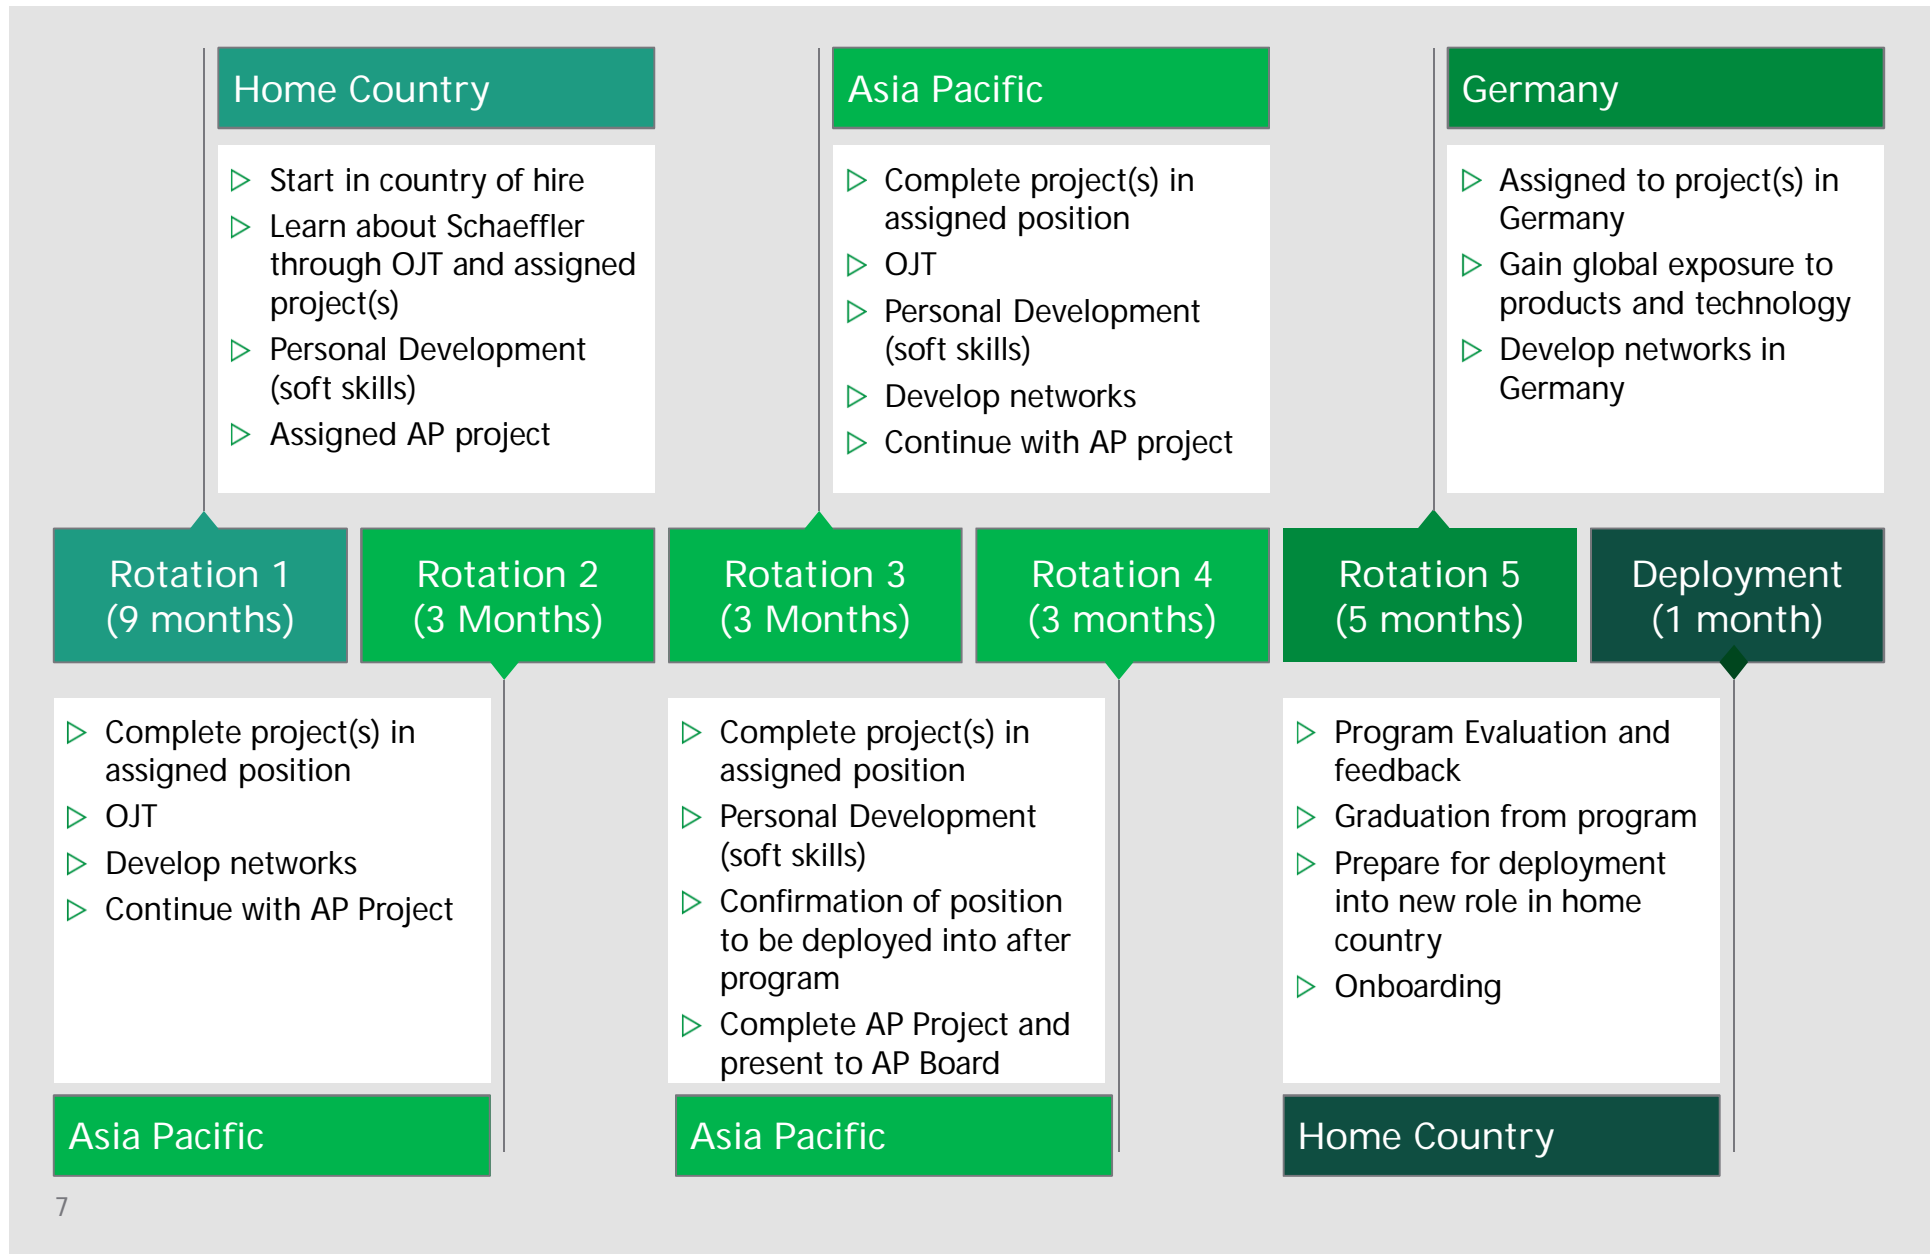 Home Country
Start in country of hire
Learn about Schaeffler
through OJT and assigned
project(s)
Personal Development
(soft skills)
Assigned AP project
Asia Pacific
Complete project(s) in
assigned position
OJT
Personal Development
(soft skills)
Develop networks
Continue with AP project
Germany
Assigned to project(s) in
Germany
Gain global exposure to
products and technology
Develop networks in
Germany
Rotation 1
(9 months)
Rotation 2
(3 Months)
Rotation 3
(3 Months)
Rotation 4
(3 months)
Rotation 5
(5 months)
Deployment
(1 month)
Complete project(s) in
assigned position
OJT
Develop networks
Continue with AP Project
Asia Pacific
Complete project(s) in
assigned position
Personal Development
(soft skills)
Confirmation of position
to be deployed into after
program
Complete AP Project and
present to AP Board
Asia Pacific
Program Evaluation and
feedback
Graduation from program
Prepare for deployment
into new role in home
country
Onboarding
Home Country
7